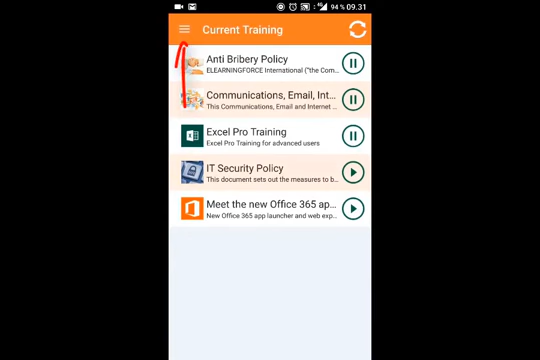 94 % 09.31
Current Training
Anti Bribery Policy
ELEARNINGFORCE International ("the Com...
Communications, Email, Int...
This Communications, Email and Internet ...
Excel Pro Training
Excel Pro Training for advanced users
IT Security Policy
This document sets out the measures to b...
Meet the new Office 365 ap...
New Office 365 app launcher and web exp...